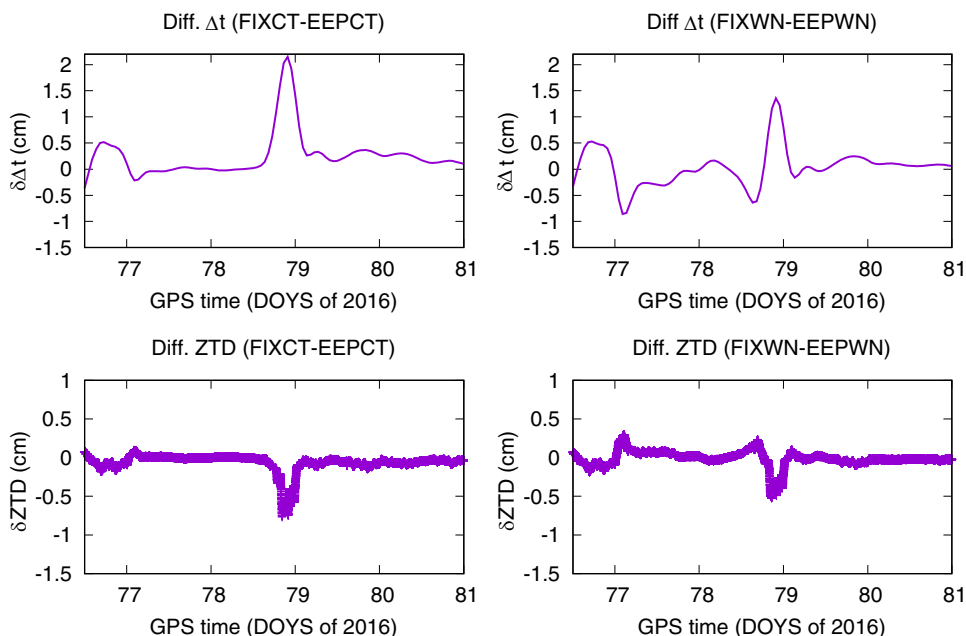 Diff. Δt (FIXCT-EEPCT)
2
1.5
1
0.5
0
-0.5
-1
-1.5
δΔt (cm)
77 78 79 80 81
GPS time (DOYS of 2016)
Diff Δt (FIXWN-EEPWN)
2
1.5
1
0.5
0
-0.5
-1
-1.5
δΔt (cm)
77 78 79 80 81
GPS time (DOYS of 2016)
Diff. ZTD (FIXCT-EEPCT)
1
0.5
0
-0.5
-1
-1.5
δZTD (cm)
77 78 79 80 81
GPS time (DOYS of 2016)
Diff. ZTD (FIXWN-EEPWN)
1
0.5
0
-0.5
-1
-1.5
δZTD (cm)
77 78 79 80 81
GPS time (DOYS of 2016)